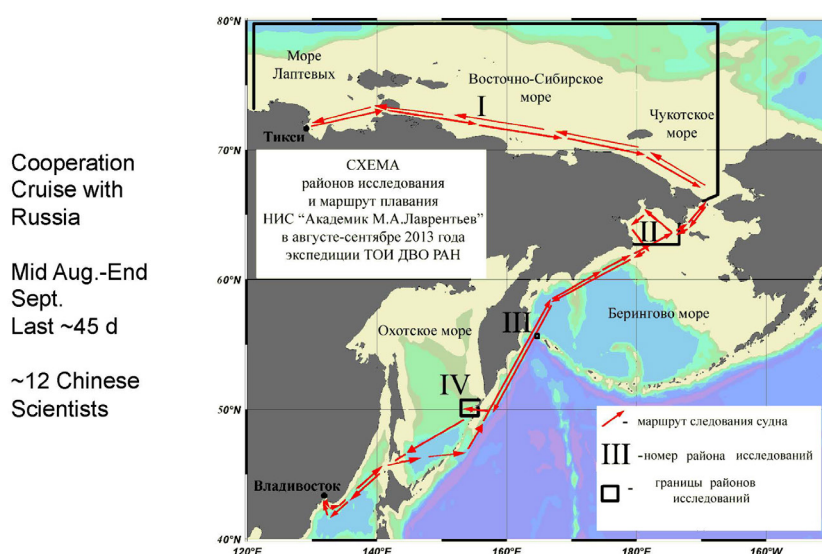 Cooperation
Cruise with
Russia
Mid Aug.-End
Sept.
Last ~45 d
~12 Chinese
Scientists
80°N
70°N
60°N
50°N
40°N
120°E
140°E
160°E
180°E
160°W
Море
Лаптевых
Восточно-Сибирское
море
Чукотское
море
I
Тикси
СХЕМА
районов исследования
и маршрут плавания
НИС “Академик М.А.Лаврентьев”
в августе-сентябре 2013 года
экспедиции ТОИ ДВО РАН
II
Охотское море
III
Берингово море
IV
Владивосток
- маршрут следования судна
III -номер района исследований
- границы районов
исследований